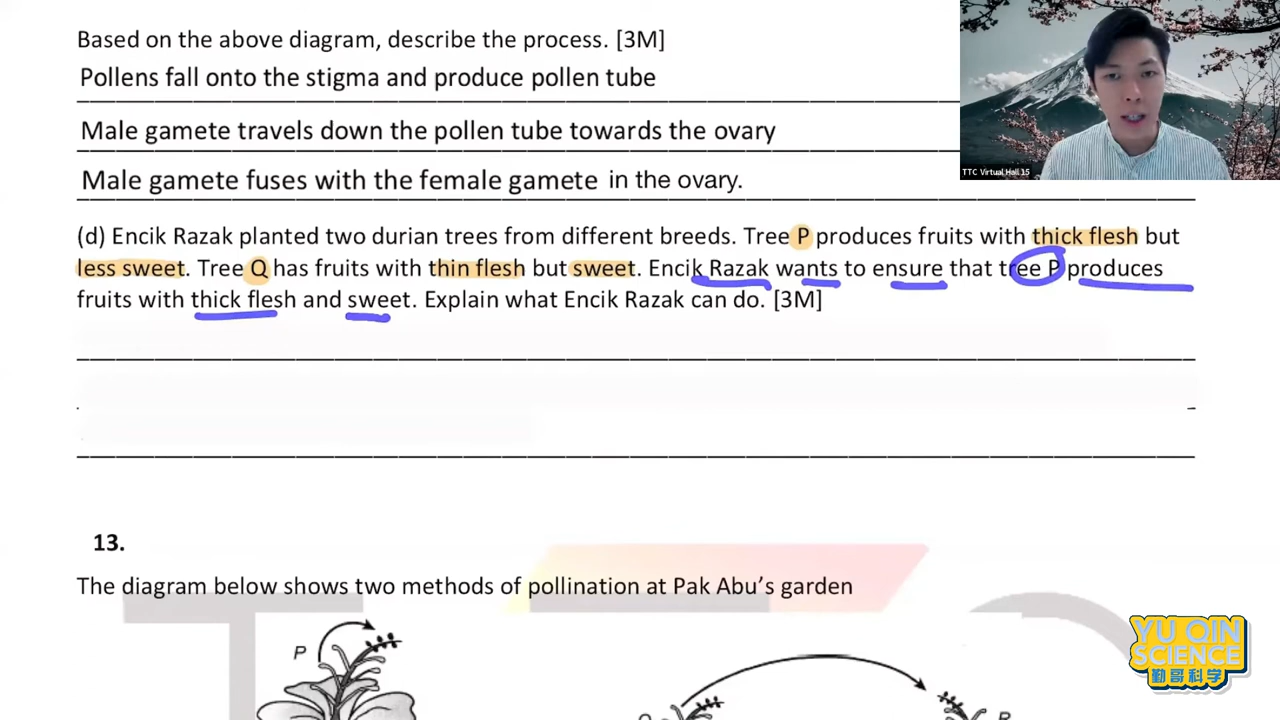 Based on the above diagram, describe the process. [3M]
Pollens fall onto the stigma and produce pollen tube
Male gamete travels down the pollen tube towards the ovary
TTC Virtual Hall 15
Male gamete fuses with the female gamete in the ovary.
(d) Encik Razak planted two durian trees from different breeds. Tree P produces fruits with thick flesh but
less sweet. Tree Q has fruits with thin flesh but sweet. Encik Razak wants to ensure that tree P produces
fruits with thick flesh and sweet. Explain what Encik Razak can do. [3M]
13.
The diagram below shows two methods of pollination at Pak Abu's garden
P
YU QIN
SCIENCE
勤哥科学